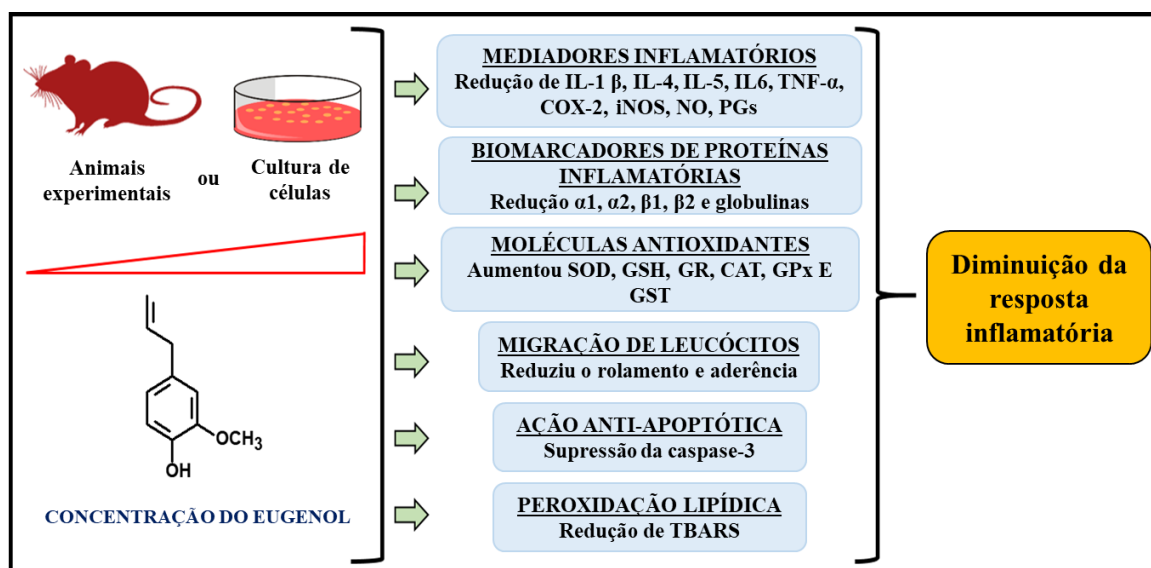 Animais
experimentais
ou
Cultura de
células
OCH3
OH
CONCENTRAÇÃO DO EUGENOL
MEDIADORES INFLAMATÓRIOS
Redução de IL-1 β, IL-4, IL-5, IL6, TNF-α,
COX-2, iNOS, NO, PGs
BIOMARCADORES DE PROTEÍNAS
INFLAMATÓRIAS
Redução α1, α2, β1, β2 e globulinas
MOLÉCULAS ANTIOXIDANTES
Aumentou SOD, GSH, GR, CAT, GPx E
GST
MIGRAÇÃO DE LEUCÓCITOS
Reduziu o rolamento e aderência
AÇÃO ANTI-APOPTÓTICA
Supressão da caspase-3
PEROXIDAÇÃO LIPÍDICA
Redução de TBARS
Diminuição da
resposta
inflamatória